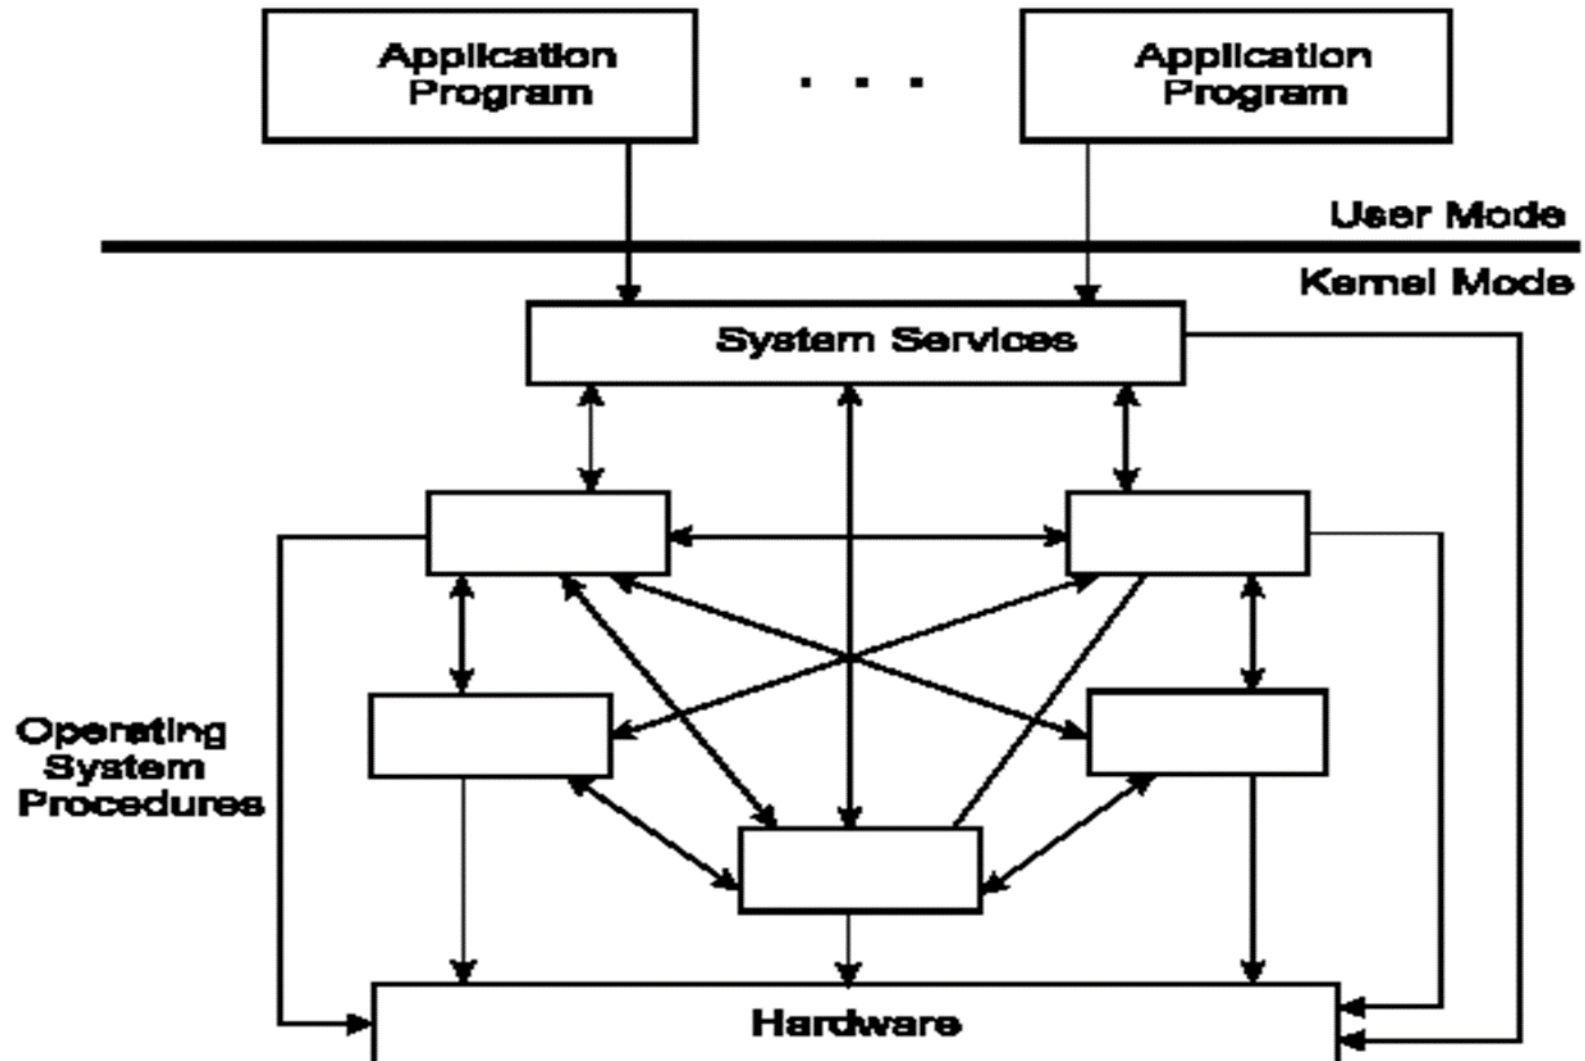 Application
Program
. . .
Application
Program
User Mode
Kernel Mode
System Services
Operating
System
Procedures
Hardware